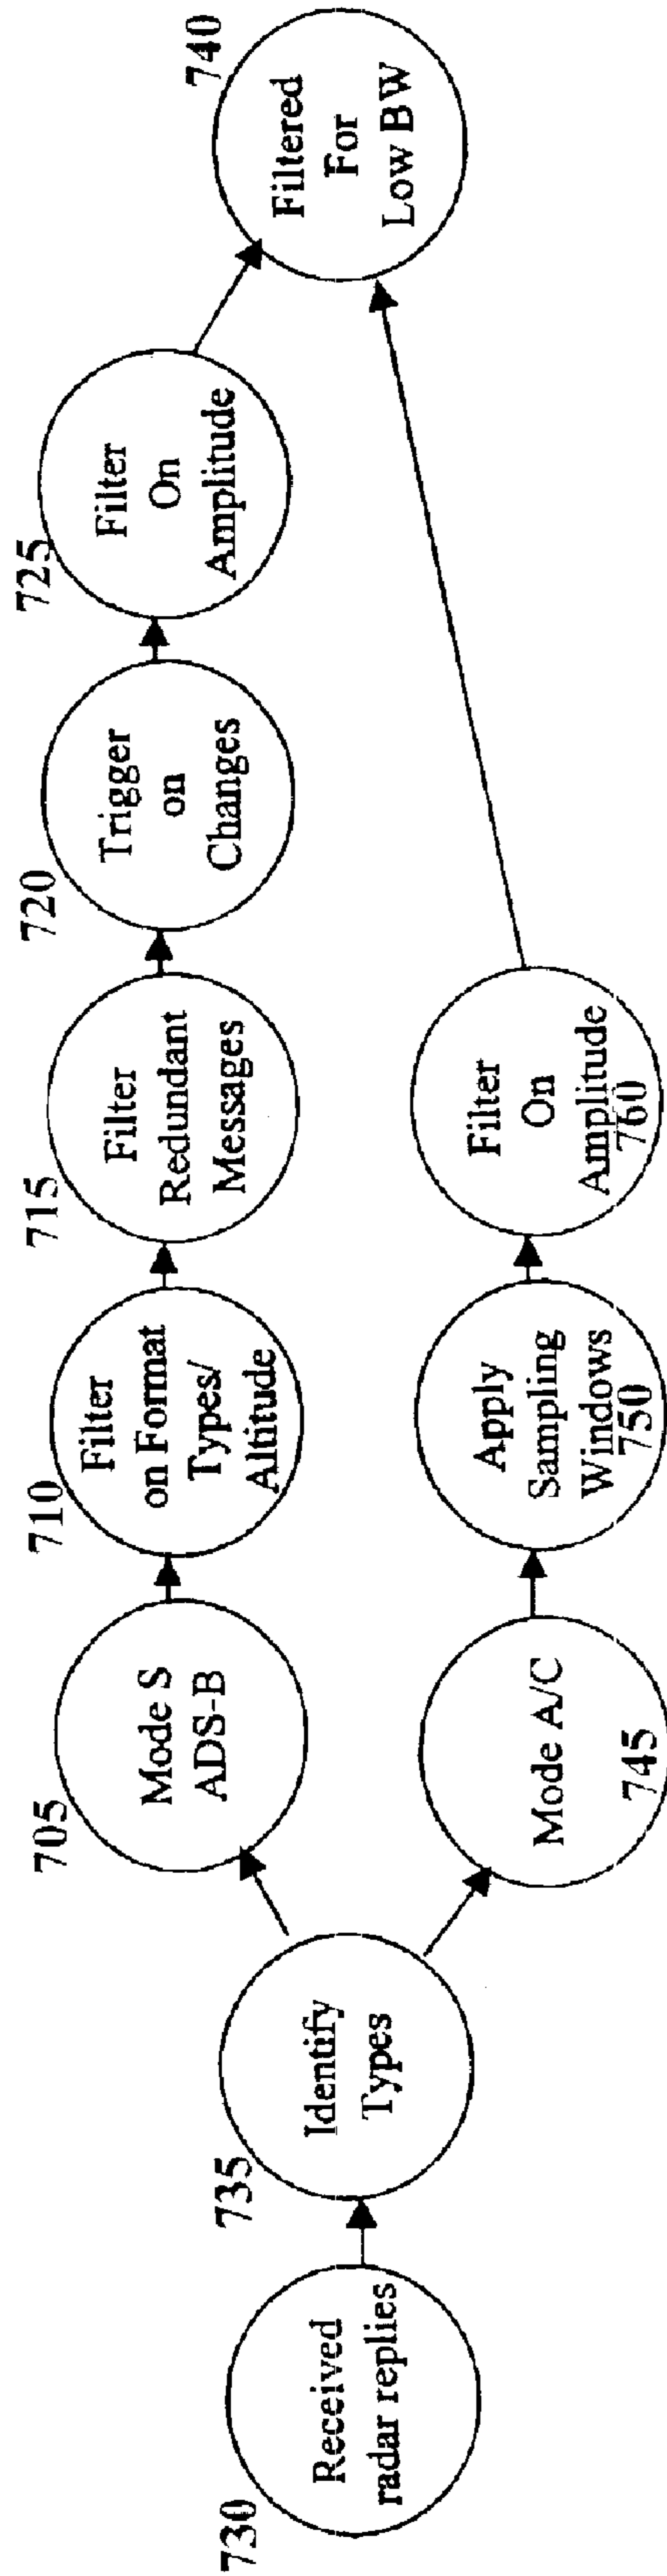 730
Received
radar replies
735
Identify
Types
705
Mode S
ADS-B
710
Filter
on Format
Types/
Altitude
715
Filter
Redundant
Messages
720
Trigger
on
Changes
725
Filter
On
Amplitude
740
Filtered
For
Low BW
Mode A/C
745
Apply
Sampling
Windows
750
Filter
On
Amplitude
760